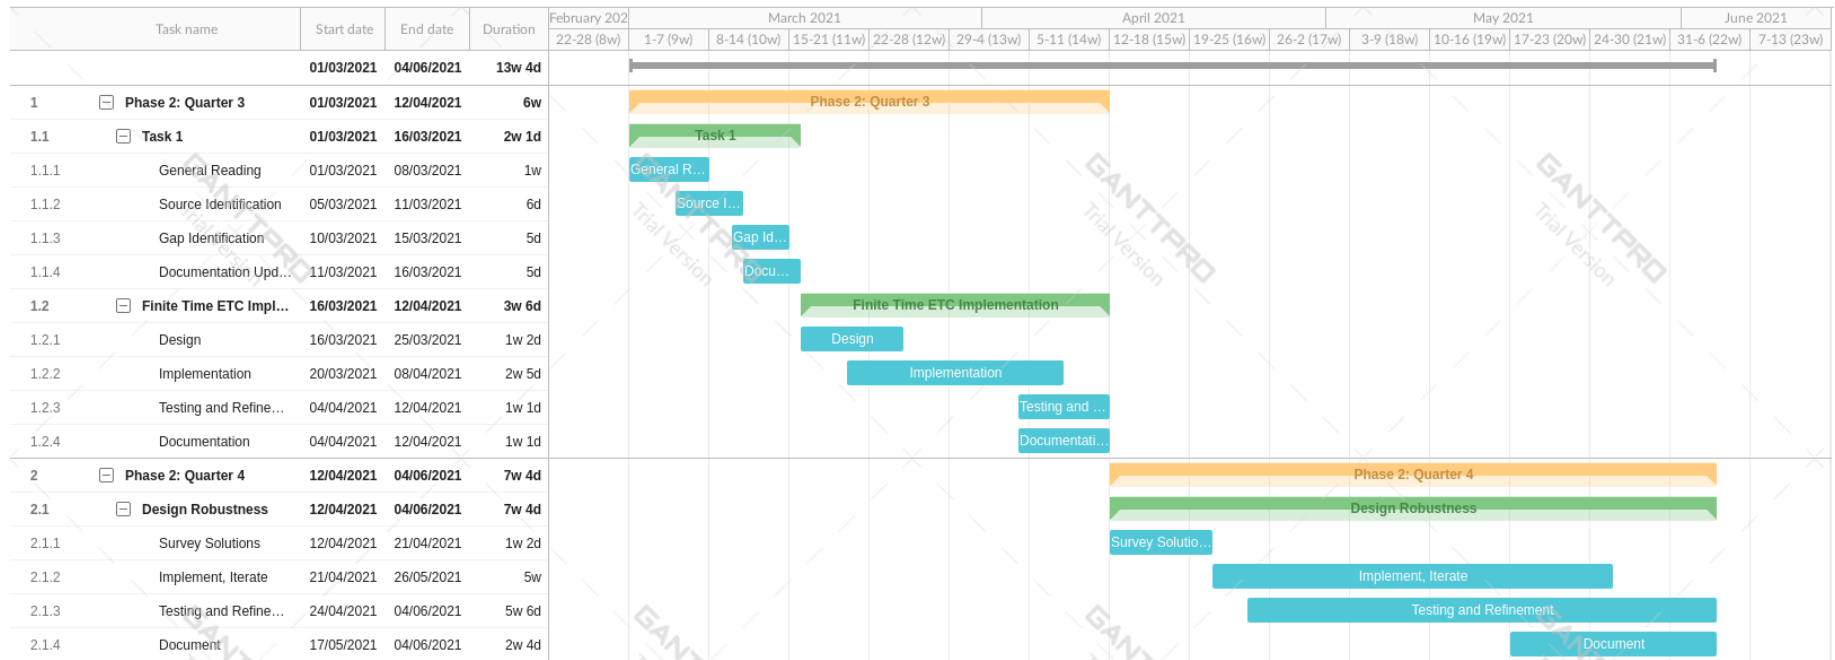 Task name Start date End date Duration February 202 March 2021 April 2021 May 2021 June 2021
22-28 (8w) 1-7 (9w) 8-14 (10w) 15-21 (11w) 22-28 (12w) 29-4 (13w) 5-11 (14w) 12-18 (15w) 19-25 (16w) 26-2 (17w) 3-9 (18w) 10-16 (19w) 17-23 (20w) 24-30 (21w) 31-6 (22w) 7-13 (23w)
01/03/2021 04/06/2021 13w 4d
1 Phase 2: Quarter 3 01/03/2021 12/04/2021 6w Phase 2: Quarter 3
1.1 Task 1 01/03/2021 16/03/2021 2w 1d Task 1
1.1.1 General Reading 01/03/2021 08/03/2021 1w General R...
1.1.2 Source Identification 05/03/2021 11/03/2021 6d Source I...
1.1.3 Gap Identification 10/03/2021 15/03/2021 5d Gap Id...
1.1.4 Documentation Upd... 11/03/2021 16/03/2021 5d Docu...
1.2 Finite Time ETC Impl... 16/03/2021 12/04/2021 3w 6d Finite Time ETC Implementation
1.2.1 Design 16/03/2021 25/03/2021 1w 2d Design
1.2.2 Implementation 20/03/2021 08/04/2021 2w 5d Implementation
1.2.3 Testing and Refine... 04/04/2021 12/04/2021 1w 1d Testing and ...
1.2.4 Documentation 04/04/2021 12/04/2021 1w 1d Documentati...
2 Phase 2: Quarter 4 12/04/2021 04/06/2021 7w 4d Phase 2: Quarter 4
2.1 Design Robustness 12/04/2021 04/06/2021 7w 4d Design Robustness
2.1.1 Survey Solutions 12/04/2021 21/04/2021 1w 2d Survey Solutio...
2.1.2 Implement, Iterate 21/04/2021 26/05/2021 5w Implement, Iterate
2.1.3 Testing and Refine... 24/04/2021 04/06/2021 5w 6d Testing and Refinement
2.1.4 Document 17/05/2021 04/06/2021 2w 4d Document
GANTTPRO
Trial Version
GANTTPRO
Trial Version
GANTTPRO
Trial Version
GANTTPRO
Trial Version